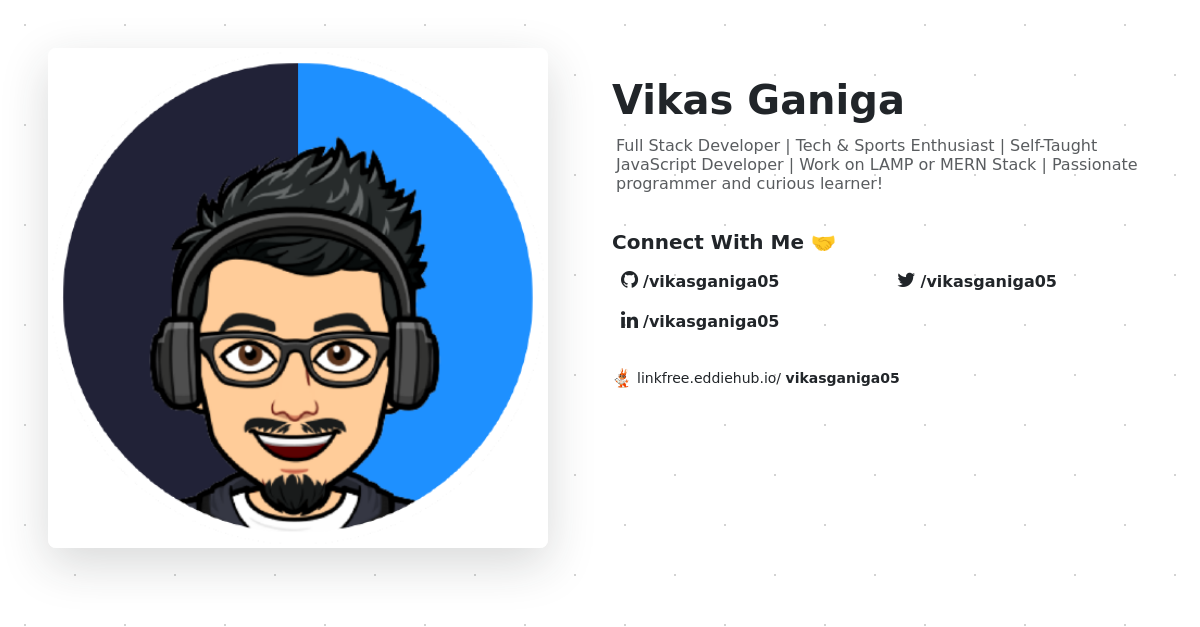 Vikas Ganiga
Full Stack Developer | Tech & Sports Enthusiast | Self-Taught
JavaScript Developer | Work on LAMP or MERN Stack | Passionate
programmer and curious learner!
Connect With Me 🤝
/vikasganiga05
/vikasganiga05
/vikasganiga05
linkfree.eddiehub.io/ vikasganiga05